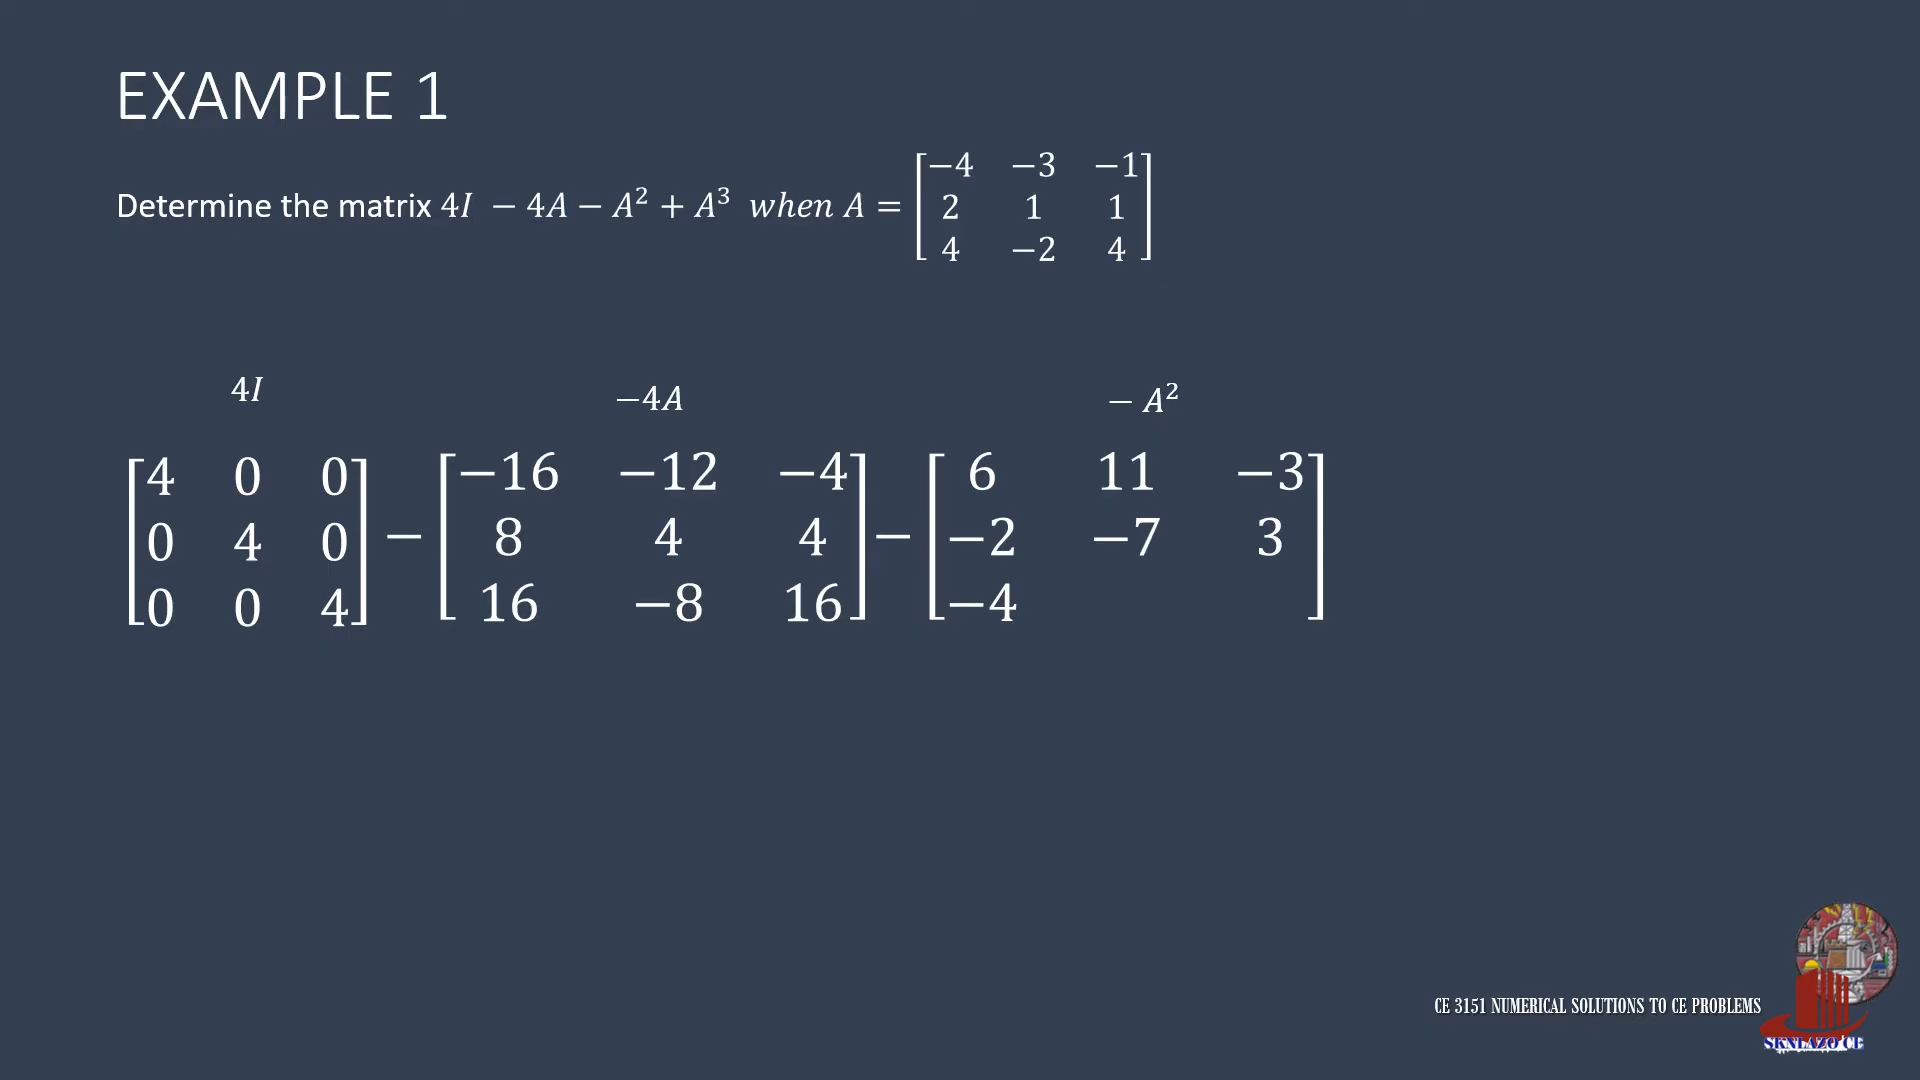 EXAMPLE 1
Determine the matrix 4I − 4A − A² + A³ when A = [−4 −3 −1
2 1 1
4 −2 4]
4I −4A − A²
[4 0 0] − [−16 −12 −4] − [6 11 −3]
[0 4 0] [8 4 4] [−2 −7 3]
[0 0 4] [16 −8 16] [−4]
CE 3151 NUMERICAL SOLUTIONS TO CE PROBLEMS
SKNLAZO CE